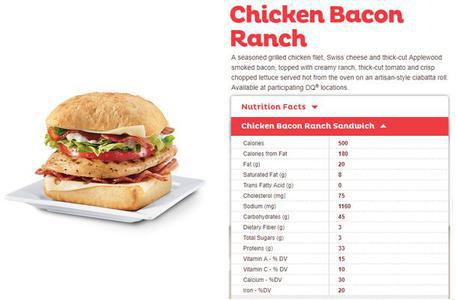 Chicken Bacon
Ranch
A seasoned grilled chicken filet, Swiss cheese and thick-cut Applewood
smoked bacon, topped with creamy ranch, thick-cut tomato and crisp
chopped lettuce served hot from the oven on an artisan-style ciabatta roll.
Available at participating DQ® locations.
Nutrition Facts
Chicken Bacon Ranch Sandwich
Calories 500
Calories from Fat 180
Fat (g) 20
Saturated Fat (g) 8
Trans Fatty Acid (g) 0
Cholesterol (mg) 75
Sodium (mg) 1160
Carbohydrates (g) 45
Dietary Fiber (g) 3
Total Sugars (g) 3
Proteins (g) 33
Vitamin A - % DV 15
Vitamin C - % DV 10
Calcium - %DV 30
Iron - %DV 20